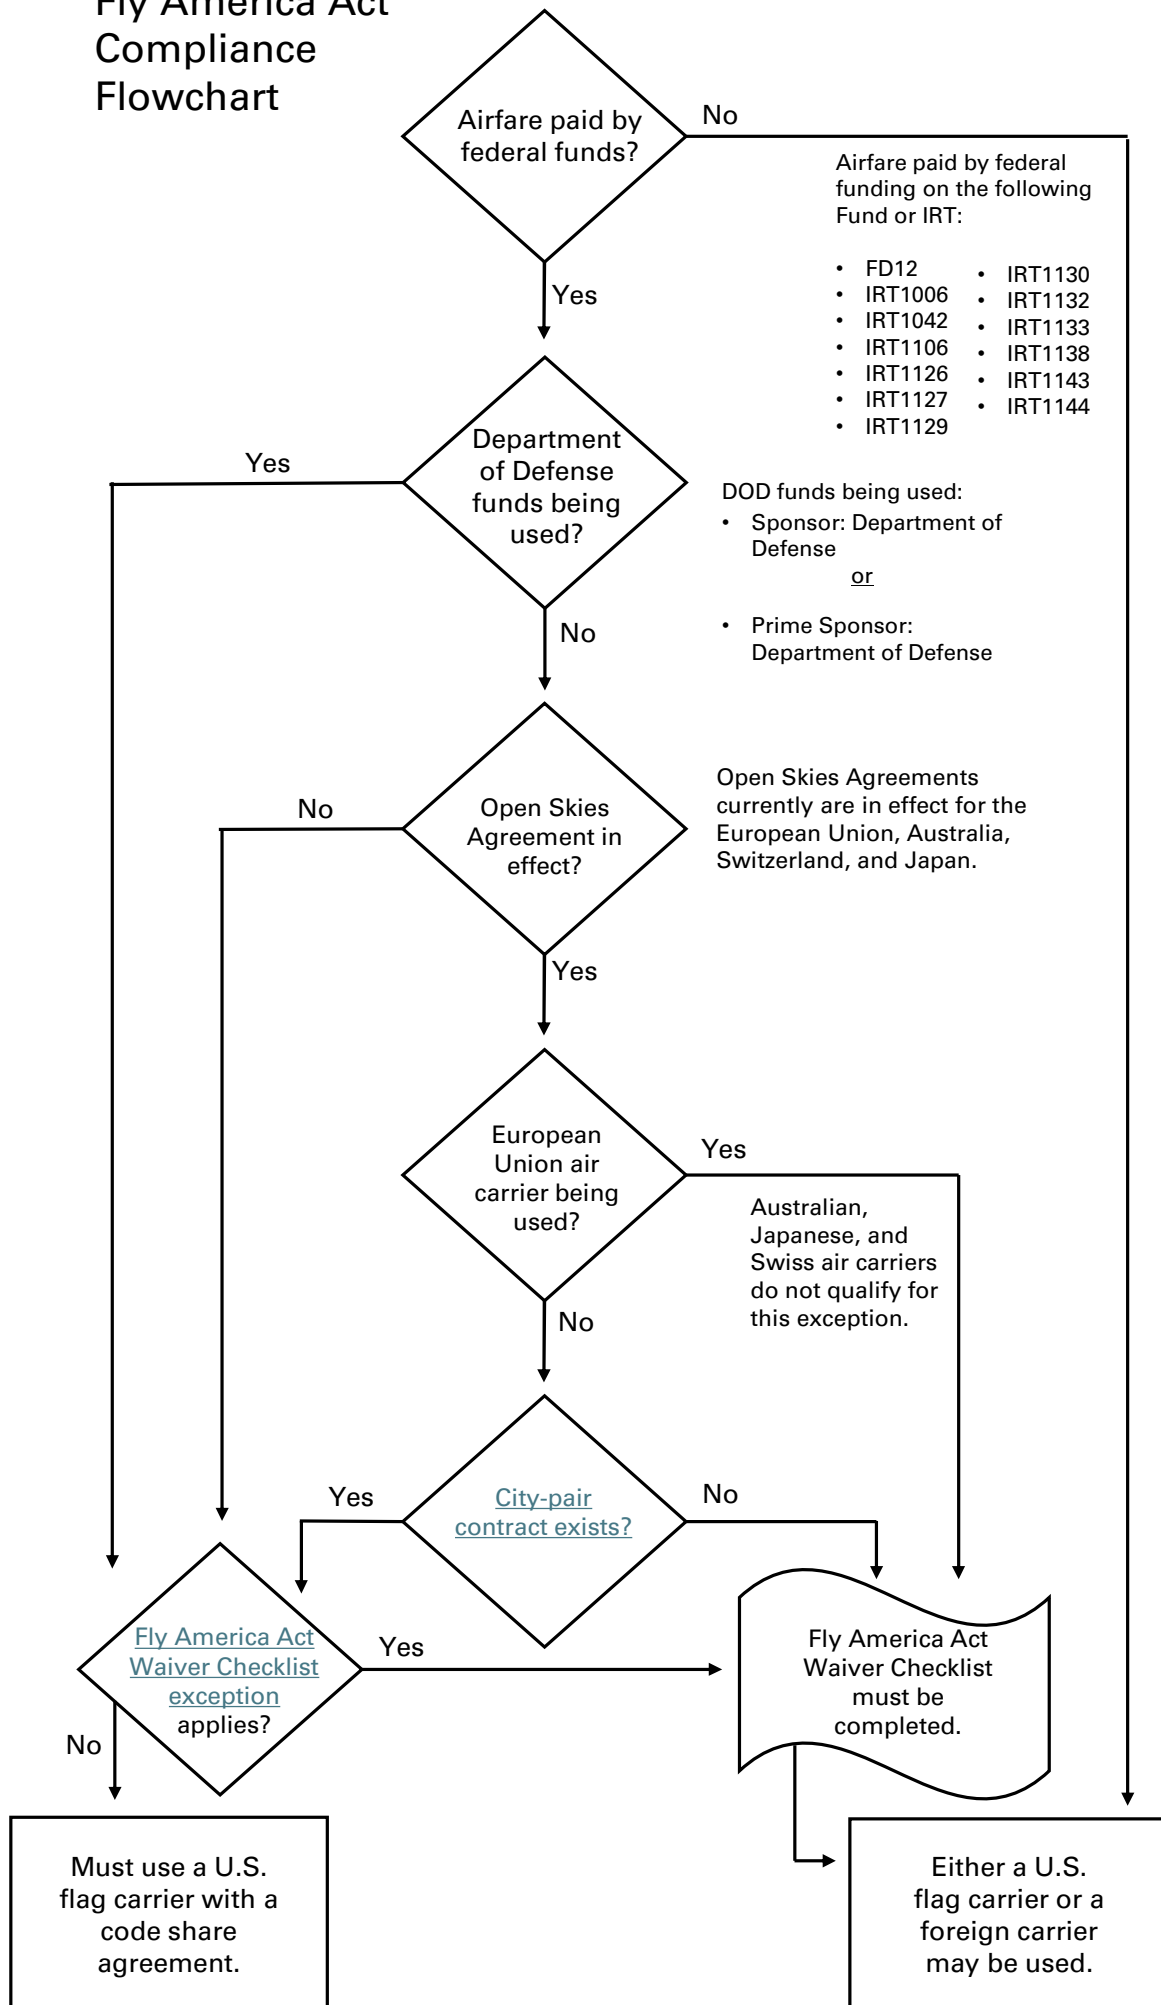 Fly America Act
Compliance
Flowchart
Airfare paid by
federal funds?
No
Airfare paid by federal
funding on the following
Fund or IRT:
• FD12
• IRT1006
• IRT1042
• IRT1106
• IRT1126
• IRT1127
• IRT1129
• IRT1130
• IRT1132
• IRT1133
• IRT1138
• IRT1143
• IRT1144
Yes
Department
of Defense
funds being
used?
Yes
DOD funds being used:
• Sponsor: Department of
Defense
or
• Prime Sponsor:
Department of Defense
No
Open Skies
Agreement in
effect?
No
Open Skies Agreements
currently are in effect for the
European Union, Australia,
Switzerland, and Japan.
Yes
European
Union air
carrier being
used?
Yes
Australian,
Japanese, and
Swiss air carriers
do not qualify for
this exception.
No
City-pair
contract exists?
Yes
No
Fly America Act
Waiver Checklist
exception
applies?
Yes
Fly America Act
Waiver Checklist
must be
completed.
No
Must use a U.S.
flag carrier with a
code share
agreement.
Either a U.S.
flag carrier or a
foreign carrier
may be used.